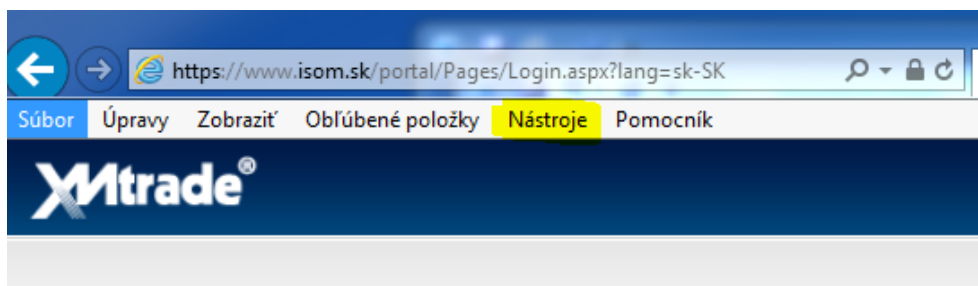 https://www.isom.sk/portal/Pages/Login.aspx?lang=sk-SK
Súbor Úpravy Zobraziť Obľúbené položky Nástroje Pomocník
XMtrade®